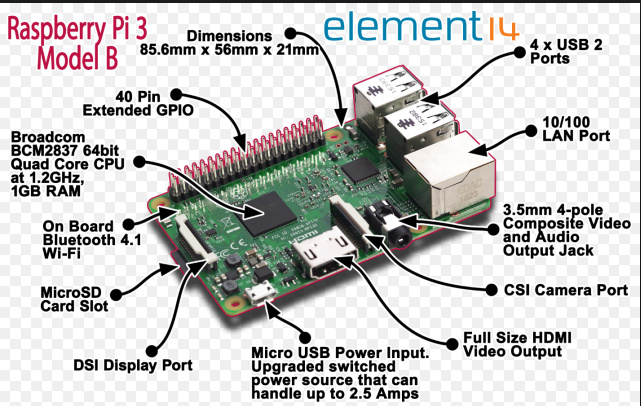 Raspberry Pi 3
Model B
element14
Dimensions
85.6mm x 56mm x 21mm
4 x USB 2
Ports
40 Pin
Extended GPIO
10/100
LAN Port
Broadcom
BCM2837 64bit
Quad Core CPU
at 1.2GHz,
1GB RAM
3.5mm 4-pole
Composite Video
and Audio
Output Jack
On Board
Bluetooth 4.1
Wi-Fi
CSI Camera Port
MicroSD
Card Slot
Full Size HDMI
Video Output
DSI Display Port
Micro USB Power Input.
Upgraded switched
power source that can
handle up to 2.5 Amps
HDMI
CE